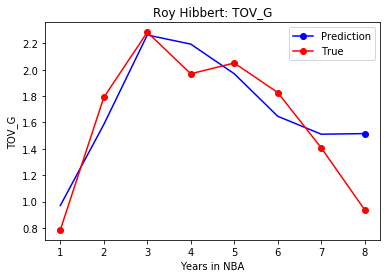 Roy Hibbert: TOV_G
Prediction
True
TOV_G
2.2
2.0
1.8
1.6
1.4
1.2
1.0
0.8
1 2 3 4 5 6 7 8
Years in NBA